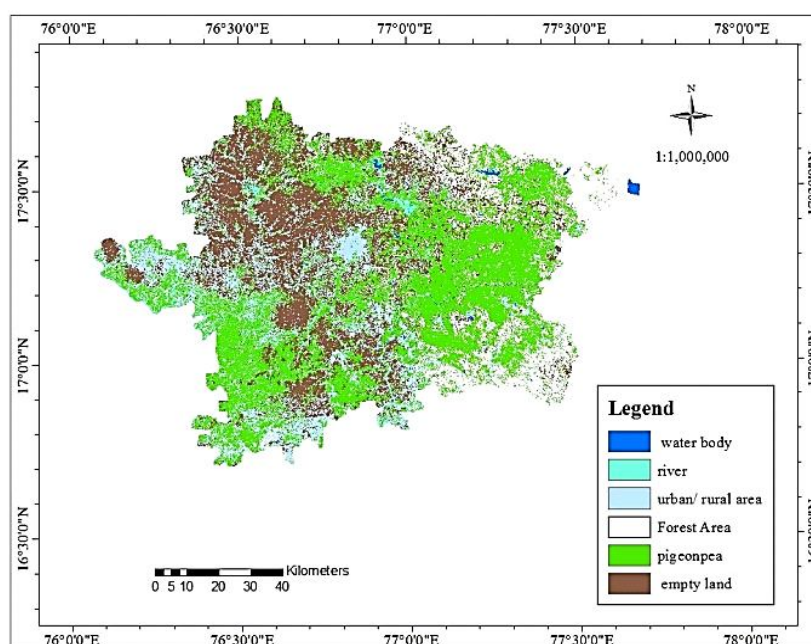 76°0'0"E 76°30'0"E 77°0'0"E 77°30'0"E 78°0'0"E
N
1:1,000,000
17°30'0"N
17°0'0"N 17°0'0"N
16°30'0"N
Legend
water body
river
urban/ rural area
Forest Area
pigeonpea
empty land
Kilometers
0 5 10 20 30 40
76°0'0"E 76°30'0"E 77°0'0"E 77°30'0"E 78°0'0"E